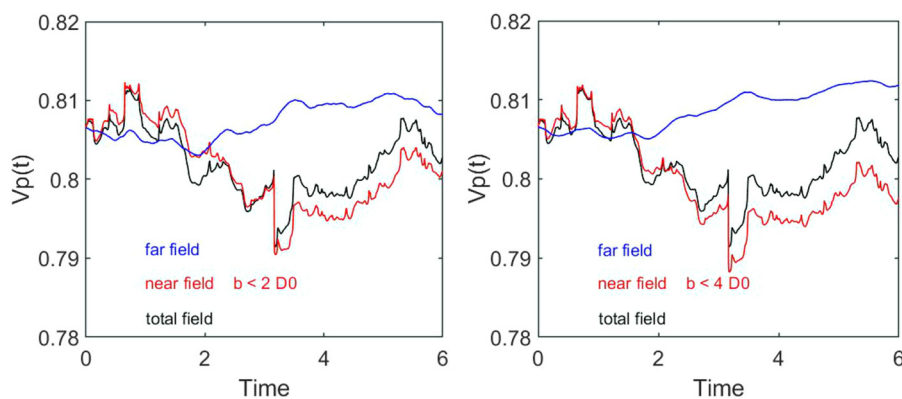 0.82
0.81
0.8
0.79
0.78
Vp(t)
far field
near field b < 2 D0
total field
0 2 4 6
Time
0.82
0.81
0.8
0.79
0.78
Vp(t)
far field
near field b < 4 D0
total field
0 2 4 6
Time